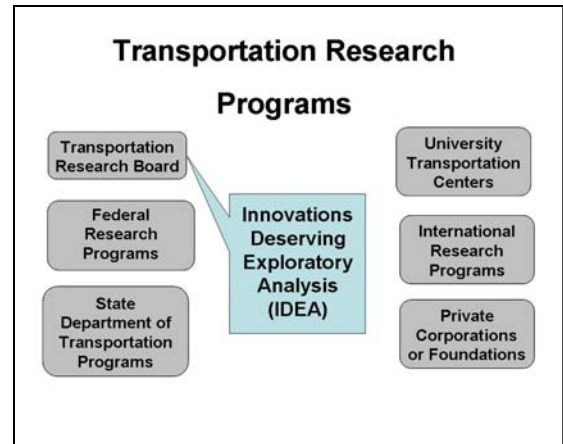 Transportation Research
Programs
Transportation
Research Board
Federal
Research
Programs
State
Department of
Transportation
Programs
Innovations
Deserving
Exploratory
Analysis
(IDEA)
University
Transportation
Centers
International
Research
Programs
Private
Corporations
or Foundations